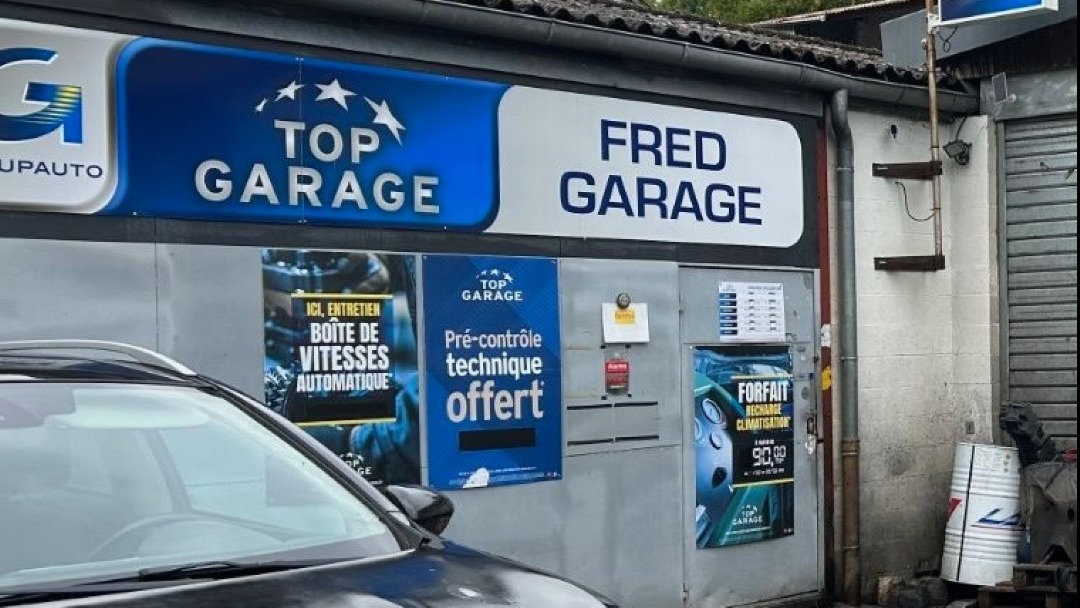 G
UPAUTO
TOP
GARAGE
FRED
GARAGE
ICI, ENTRETIEN
BOÎTE DE
VITESSES
AUTOMATIQUE*
TOP
GARAGE
Pré-contrôle
technique
offert*
FORFAIT
RECHARGE
CLIMATISATION*
90,00
TOP
GARAGE